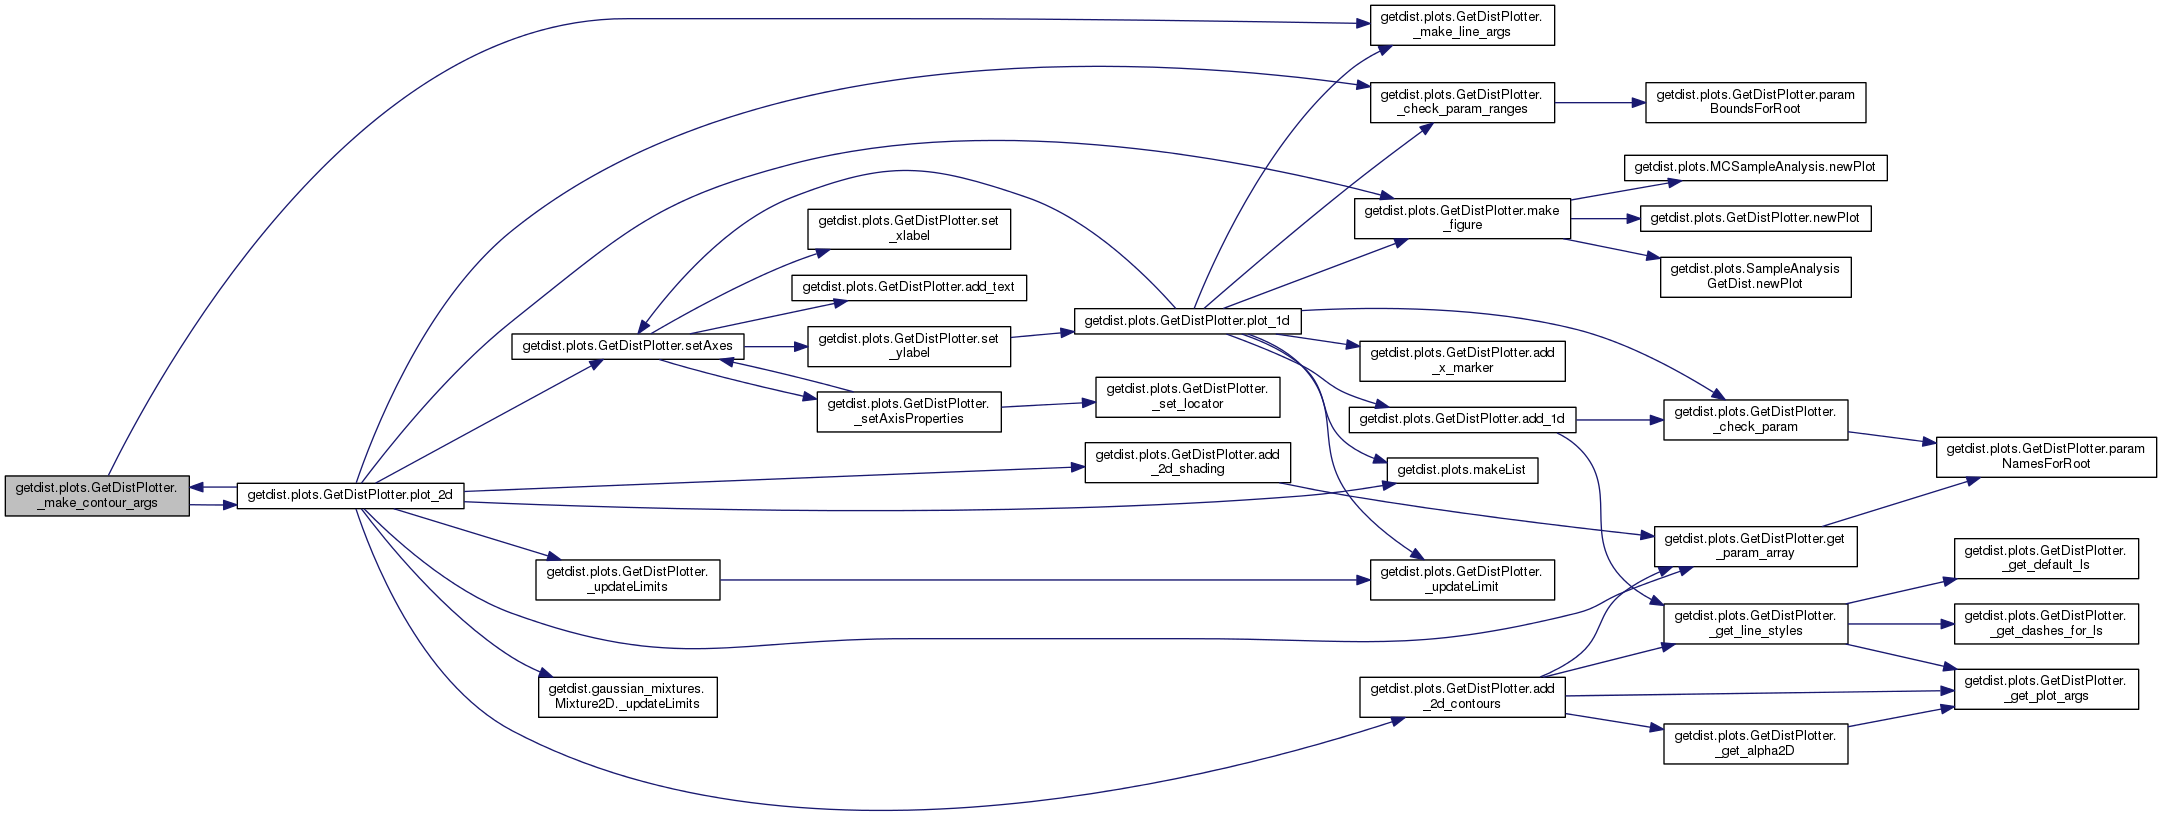 getdist.plots.GetDistPlotter.
_make_contour_args
getdist.plots.GetDistPlotter.plot_2d
getdist.plots.GetDistPlotter.setAxes
getdist.plots.GetDistPlotter.
_updateLimits
getdist.gaussian_mixtures.
Mixture2D._updateLimits
getdist.plots.GetDistPlotter.set
_xlabel
getdist.plots.GetDistPlotter.add_text
getdist.plots.GetDistPlotter.set
_ylabel
getdist.plots.GetDistPlotter.
_setAxisProperties
getdist.plots.GetDistPlotter.plot_1d
getdist.plots.GetDistPlotter.
_set_locator
getdist.plots.GetDistPlotter.add
_2d_shading
getdist.plots.GetDistPlotter.
_make_line_args
getdist.plots.GetDistPlotter.
_check_param_ranges
getdist.plots.GetDistPlotter.make
_figure
getdist.plots.GetDistPlotter.add
_x_marker
getdist.plots.GetDistPlotter.add_1d
getdist.plots.makeList
getdist.plots.GetDistPlotter.
_updateLimit
getdist.plots.GetDistPlotter.add
_2d_contours
getdist.plots.GetDistPlotter.param
BoundsForRoot
getdist.plots.MCSampleAnalysis.newPlot
getdist.plots.GetDistPlotter.newPlot
getdist.plots.SampleAnalysis
GetDist.newPlot
getdist.plots.GetDistPlotter.
_check_param
getdist.plots.GetDistPlotter.get
_param_array
getdist.plots.GetDistPlotter.
_get_line_styles
getdist.plots.GetDistPlotter.
_get_alpha2D
getdist.plots.GetDistPlotter.param
NamesForRoot
getdist.plots.GetDistPlotter.
_get_default_ls
getdist.plots.GetDistPlotter.
_get_dashes_for_ls
getdist.plots.GetDistPlotter.
_get_plot_args